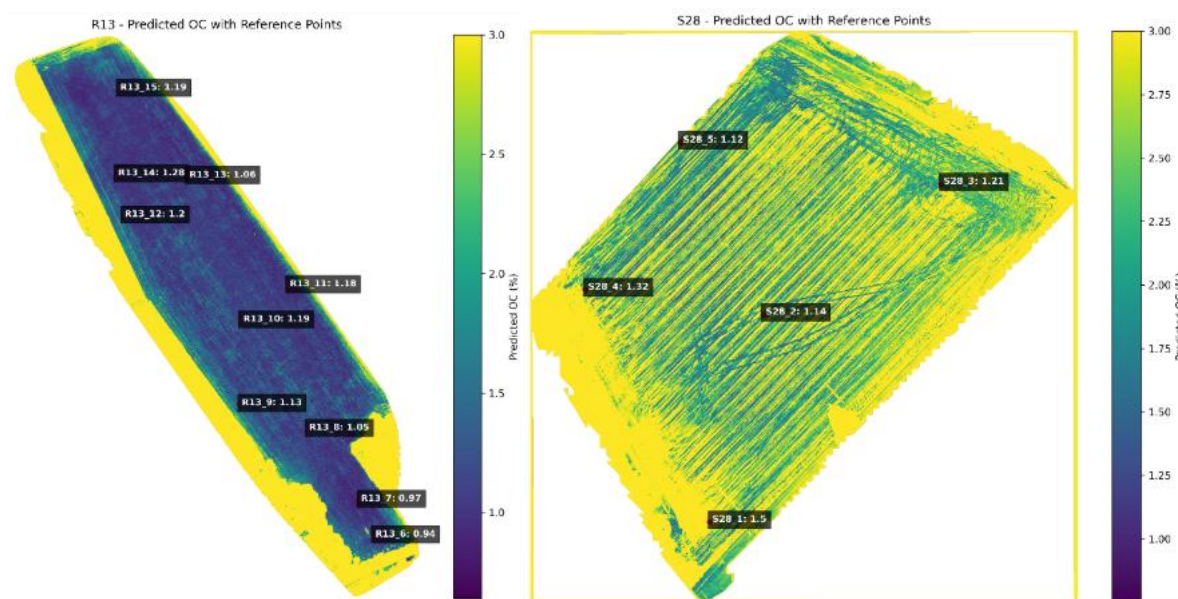 R13 - Predicted OC with Reference Points
3.0
R13_15: 1.19
2.5
R13_14: 1.28
R13_13: 1.06
R13_12: 1.2
2.0
R13_11: 1.18
R13_10: 1.19
Predicted OC (%)
1.5
R13_9: 1.13
R13_8: 1.05
R13_7: 0.97
1.0
R13_6: 0.94
S28 - Predicted OC with Reference Points
3.00
2.75
S28_5: 1.12
2.50
S28_3: 1.21
2.25
S28_4: 1.32
2.00
S28_2: 1.14
Predicted OC (%)
1.75
1.50
1.25
S28_1: 1.5
1.00